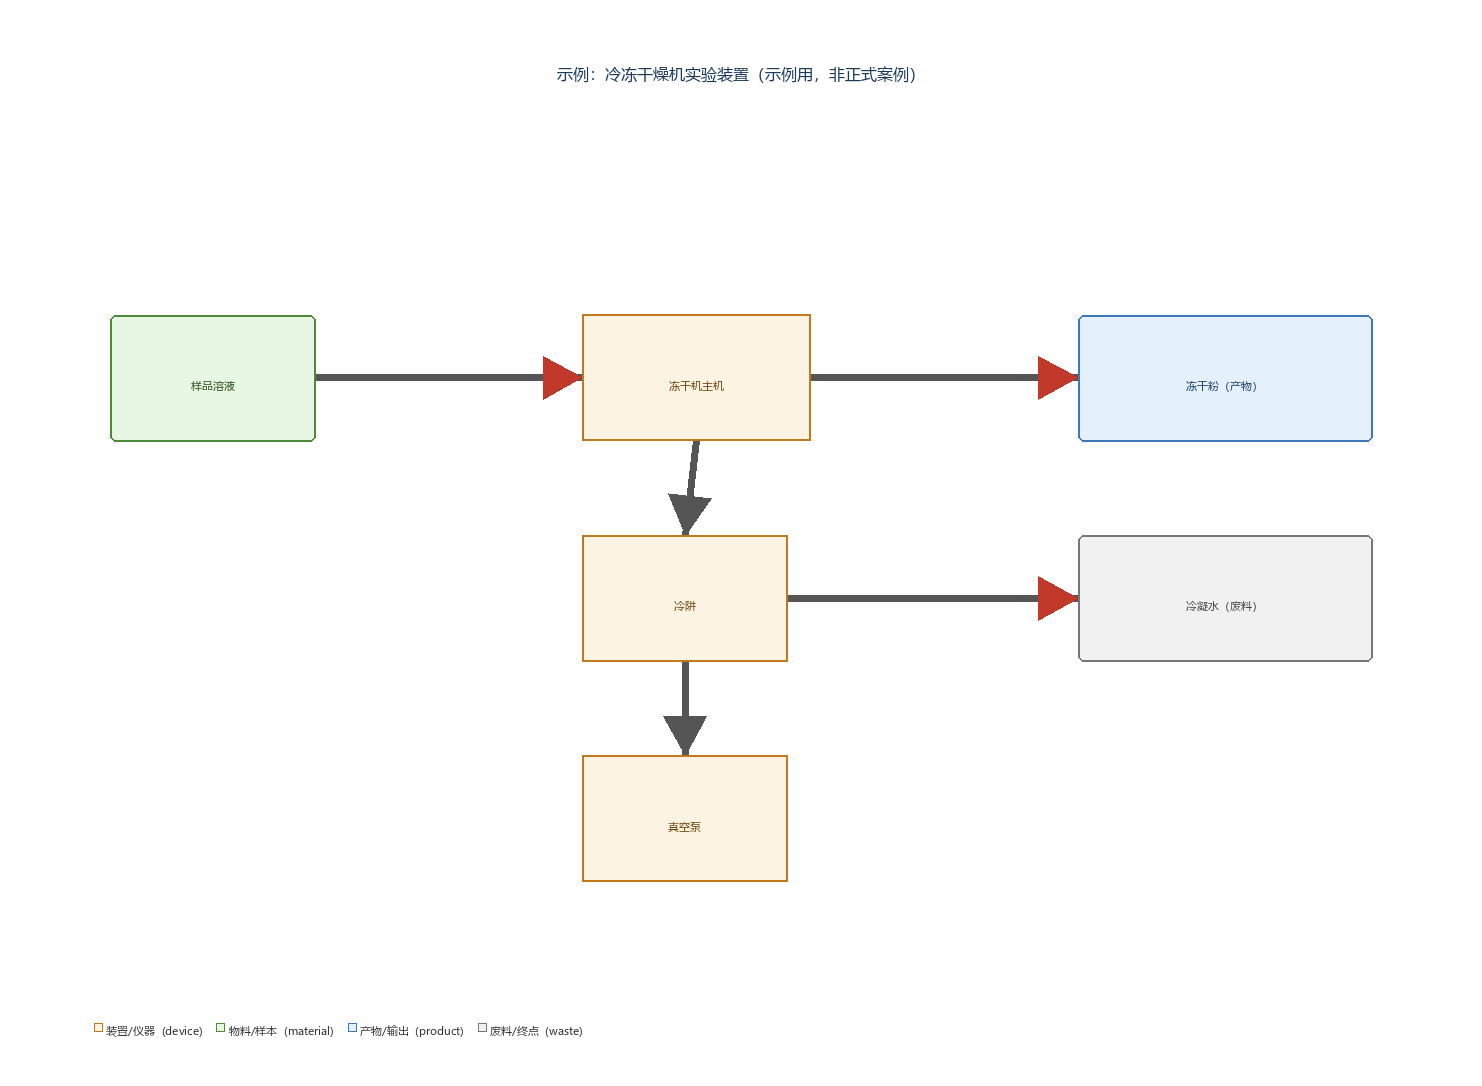 示例：冷冻干燥机实验装置（示例用，非正式案例）
样品溶液
冻干机主机
冻干粉（产物）
冷阱
冷凝水（废料）
真空泵
装置/仪器（device）
物料/样本（material）
产物/输出（product）
废料/终点（waste）